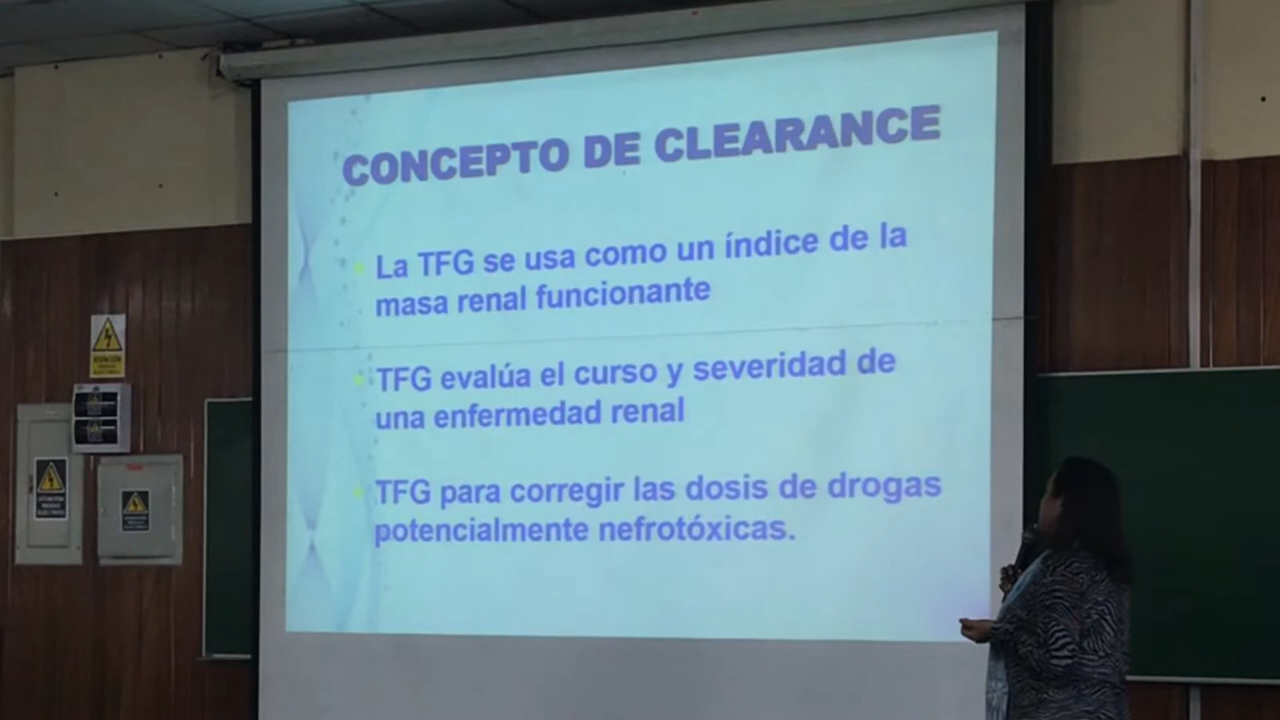 CONCEPTO DE CLEARANCE
La TFG se usa como un índice de la
masa renal funcionante
TFG evalúa el curso y severidad de
una enfermedad renal
TFG para corregir las dosis de drogas
potencialmente nefrotóxicas.